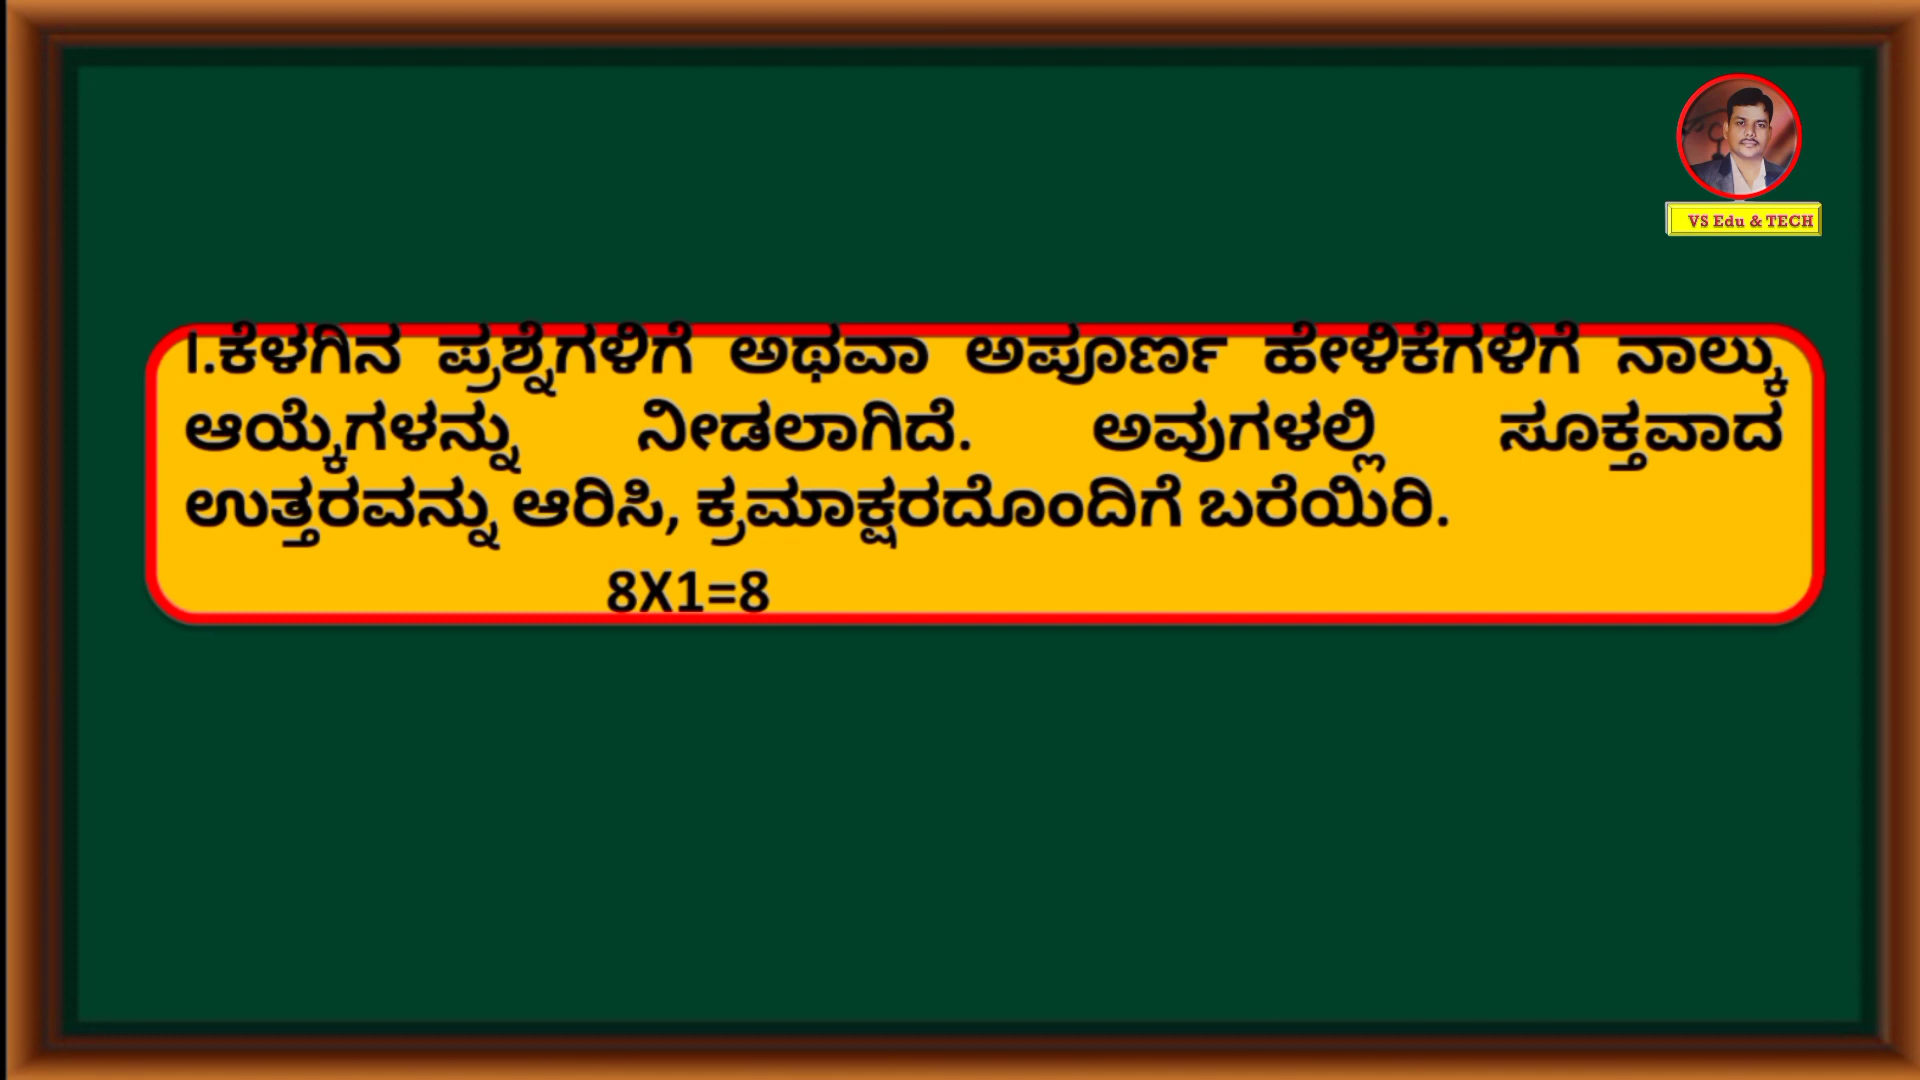 VS Edu & TECH
I.ಕೆಳಗಿನ ಪ್ರಶ್ನೆಗಳಿಗೆ ಅಥವಾ ಅಪೂರ್ಣ ಹೇಳಿಕೆಗಳಿಗೆ ನಾಲ್ಕು
ಆಯ್ಕೆಗಳನ್ನು ನೀಡಲಾಗಿದೆ. ಅವುಗಳಲ್ಲಿ ಸೂಕ್ತವಾದ
ಉತ್ತರವನ್ನು ಆರಿಸಿ, ಕ್ರಮಾಕ್ಷರದೊಂದಿಗೆ ಬರೆಯಿರಿ.
8X1=8